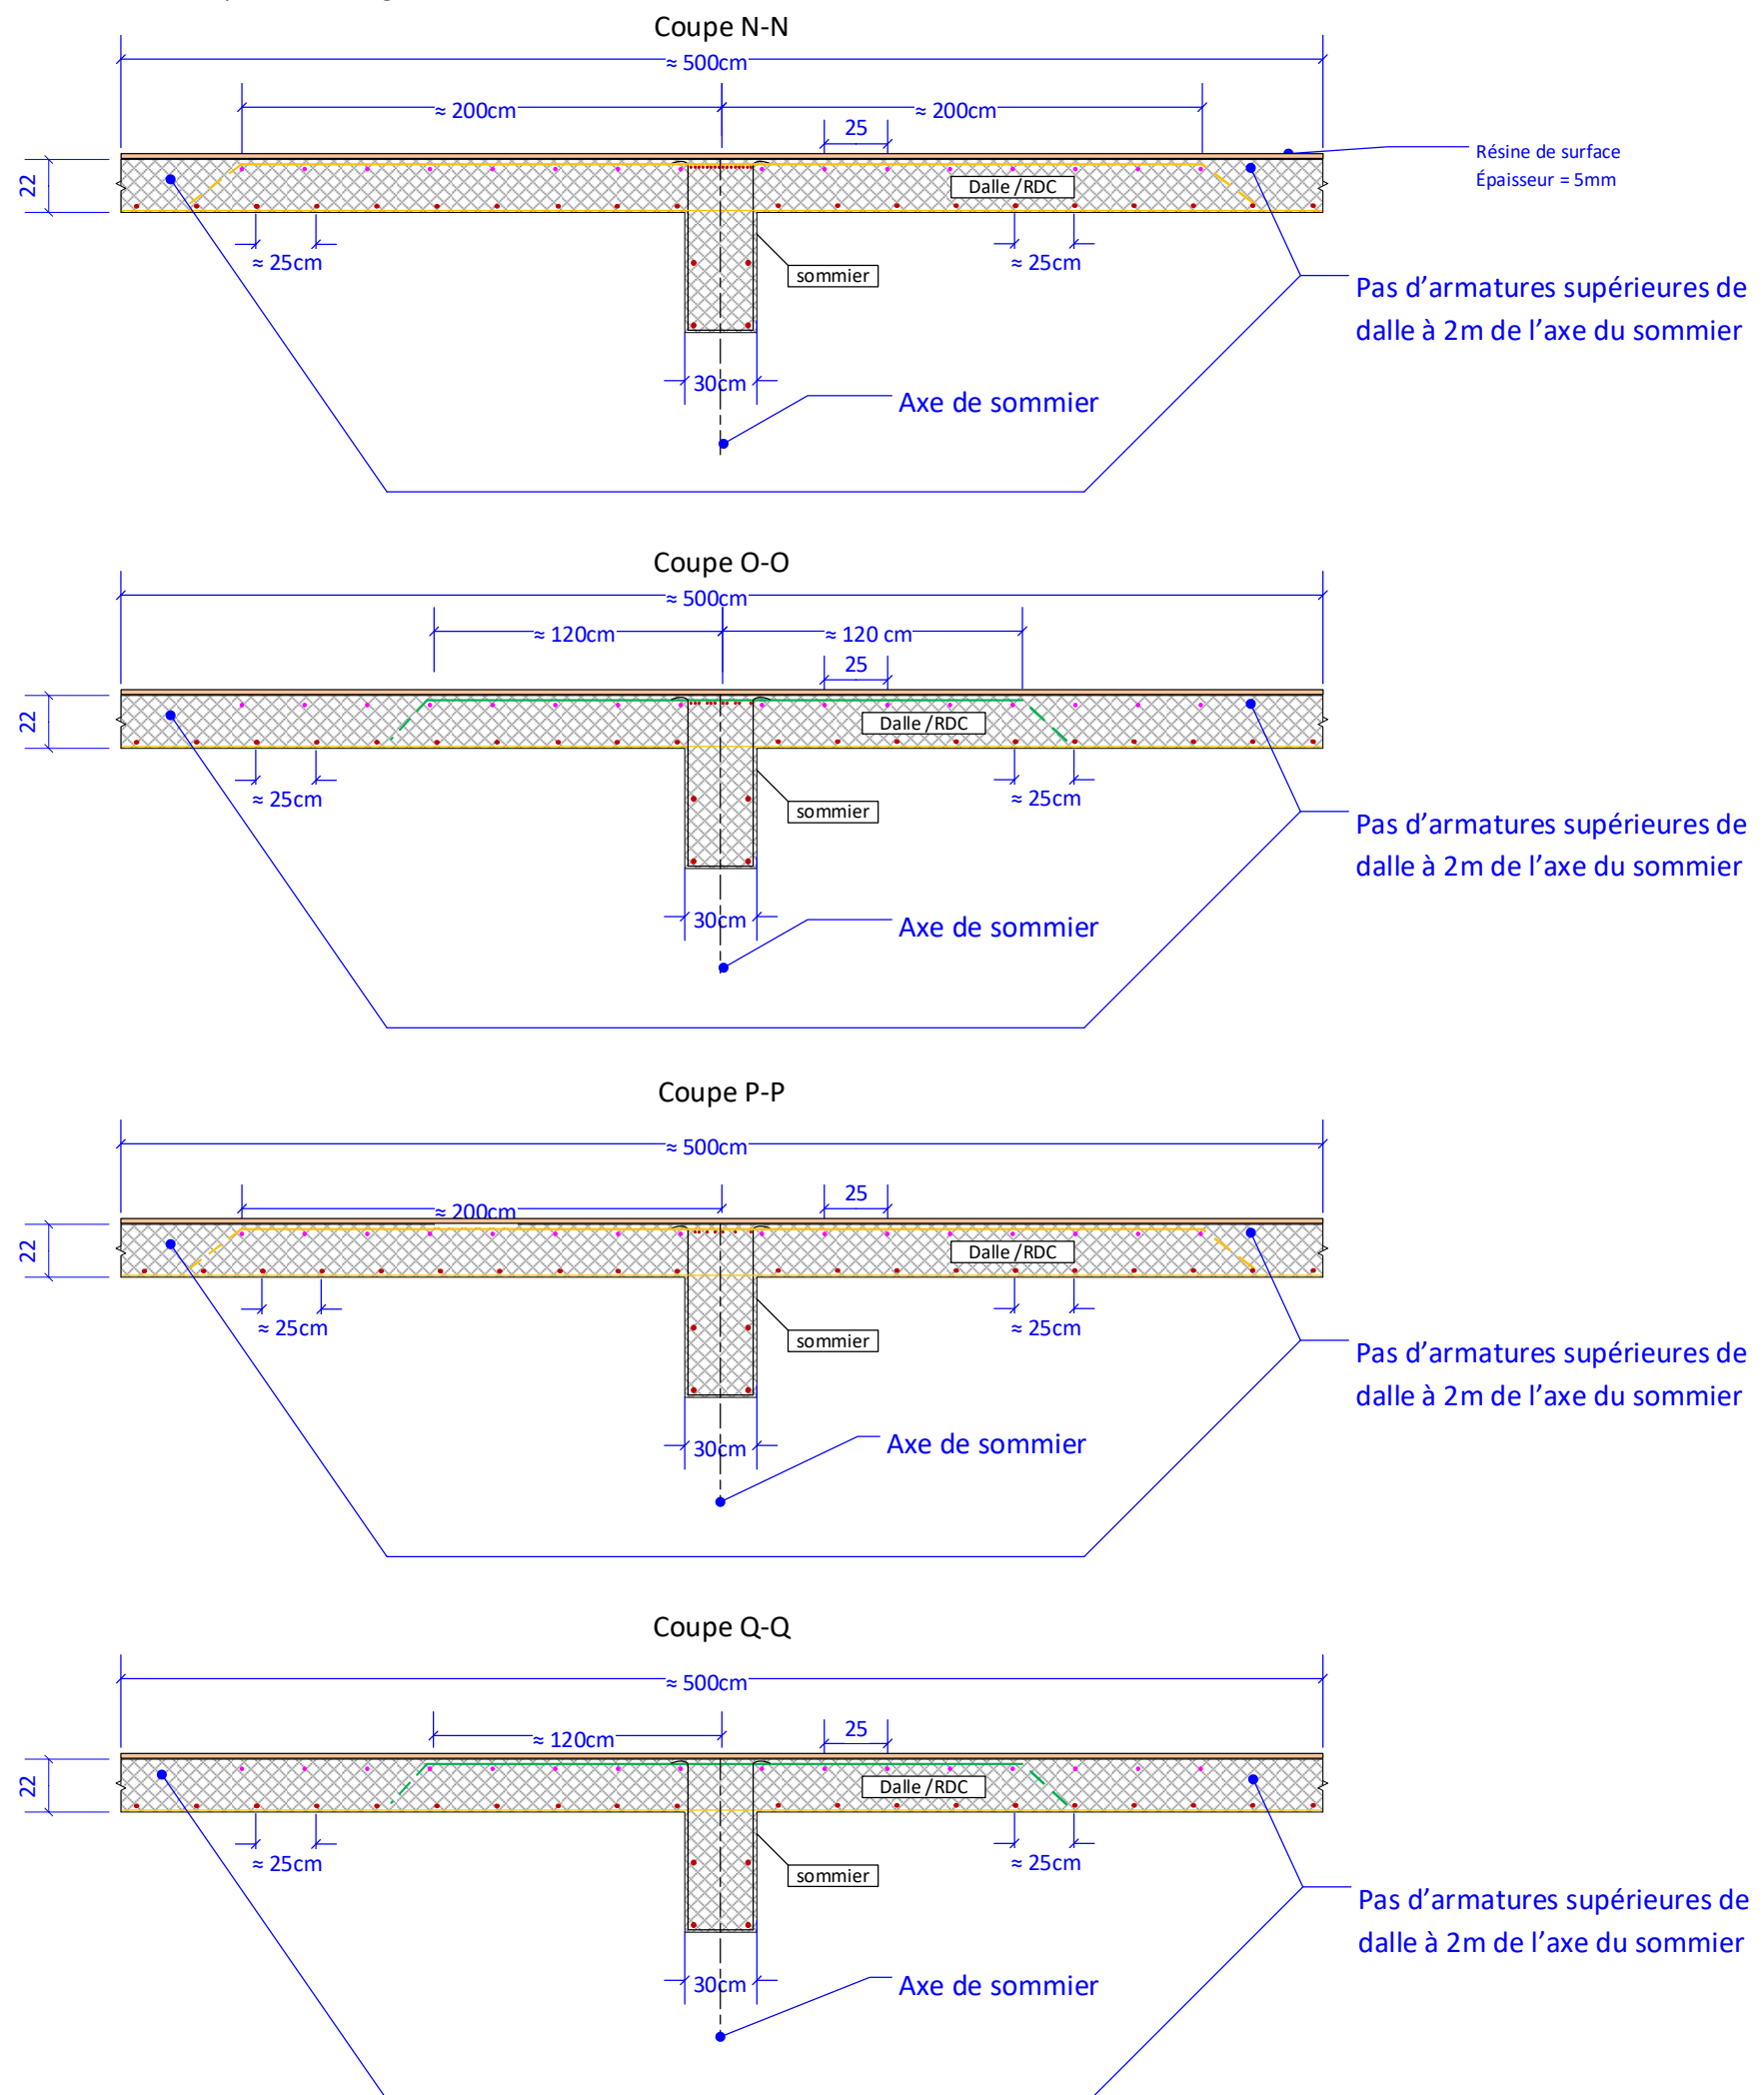 Coupe N-N
≈ 500cm
≈ 200cm
≈ 200cm
25
Résine de surface
Épaisseur = 5mm
22
Dalle /RDC
≈ 25cm
≈ 25cm
sommier
Pas d’armatures supérieures de
dalle à 2m de l’axe du sommier
30cm
Axe de sommier
Coupe O-O
≈ 500cm
≈ 120cm
≈ 120 cm
25
22
Dalle /RDC
≈ 25cm
≈ 25cm
sommier
Pas d’armatures supérieures de
dalle à 2m de l’axe du sommier
30cm
Axe de sommier
Coupe P-P
≈ 500cm
≈ 200cm
25
22
Dalle /RDC
≈ 25cm
≈ 25cm
sommier
Pas d’armatures supérieures de
dalle à 2m de l’axe du sommier
30cm
Axe de sommier
Coupe Q-Q
≈ 500cm
≈ 120cm
25
22
Dalle /RDC
≈ 25cm
≈ 25cm
sommier
Pas d’armatures supérieures de
dalle à 2m de l’axe du sommier
30cm
Axe de sommier